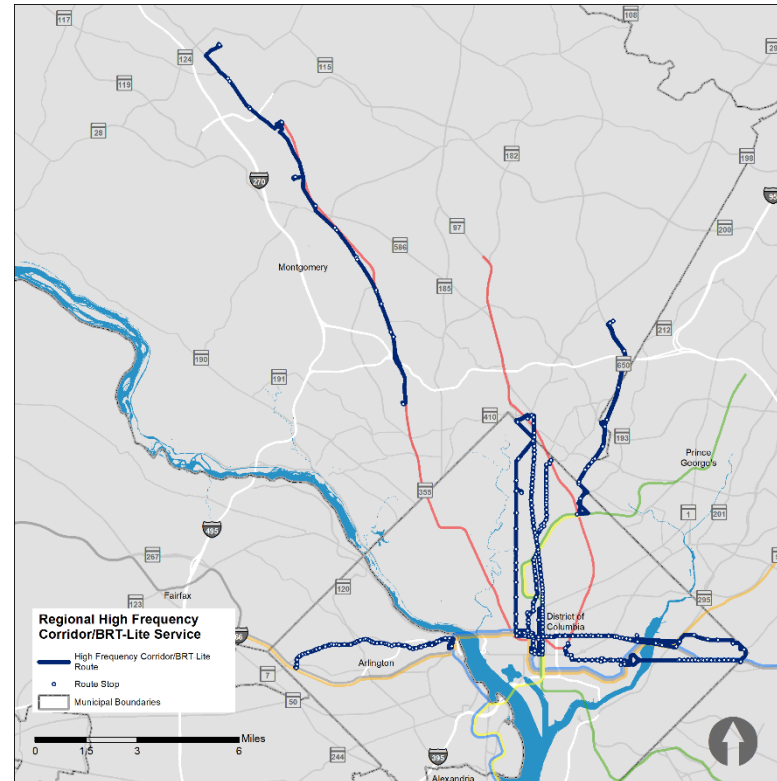 117
108
124
29
115
119
28
182
198
270
95
97
200
586
Montgomery
185
212
190
650
191
410
193
Prince
George's
355
1
201
495
267
120
295
Fairfax
123
District of
Columbia
66
Arlington
7
50
244
395
Alexandria
Regional High Frequency
Corridor/BRT-Lite Service
High Frequency Corridor/BRT Lite
Route
Route Stop
Municipal Boundaries
Miles
0 1.5 3 6